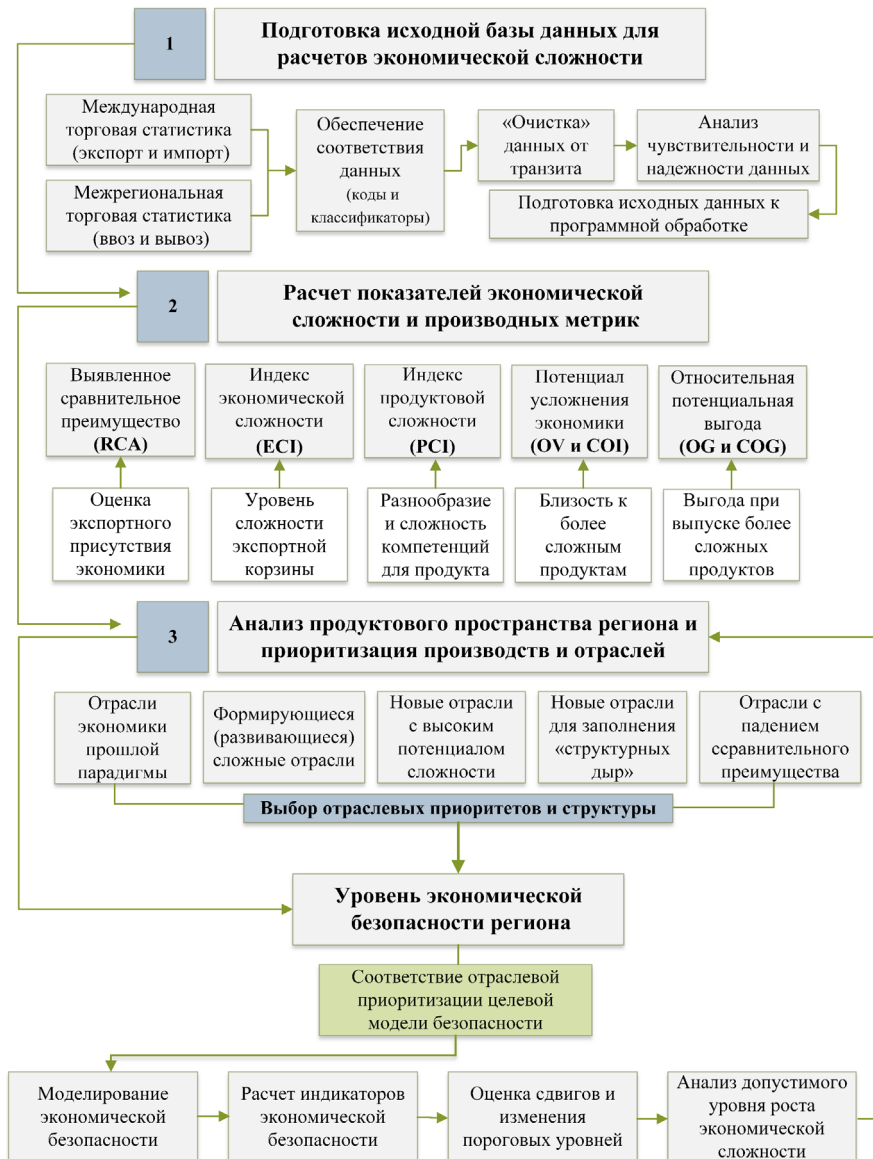 1
Подготовка исходной базы данных для
расчетов экономической сложности
Международная
торговая статистика
(экспорт и импорт)
Межрегиональная
торговая статистика
(ввоз и вывоз)
Обеспечение
соответствия
данных
(коды и
классификаторы)
«Очистка»
данных от
транзита
Анализ
чувствительности и
надежности данных
Подготовка исходных данных к
программной обработке
2
Расчет показателей экономической
сложности и производных метрик
Выявленное
сравнительное
преимущество
(RCA)
Индекс
экономической
сложности
(ECI)
Индекс
продуктовой
сложности
(PCI)
Потенциал
усложнения
экономики
(OV и COI)
Относительная
потенциальная
выгода
(OG и COG)
Оценка
экспортного
присутствия
экономики
Уровень
сложности
экспортной
корзины
Разнообразие
и сложность
компетенций
для продукта
Близость к
более
сложным
продуктам
Выгода при
выпуске более
сложных
продуктов
3
Анализ продуктового пространства региона и
приоритизация производств и отраслей
Отрасли
экономики
прошлой
парадигмы
Формирующиеся
(развивающиеся)
сложные отрасли
Новые отрасли
с высоким
потенциалом
сложности
Новые отрасли
для заполнения
«структурных
дыр»
Отрасли с
падением
ссравнительного
преимущества
Выбор отраслевых приоритетов и структуры
Уровень экономической
безопасности региона
Соответствие отраслевой
приоритизации целевой
модели безопасности
Моделирование
экономической
безопасности
Расчет индикаторов
экономической
безопасности
Оценка сдвигов и
изменения
пороговых уровней
Анализ допустимого
уровня роста
экономической
сложности